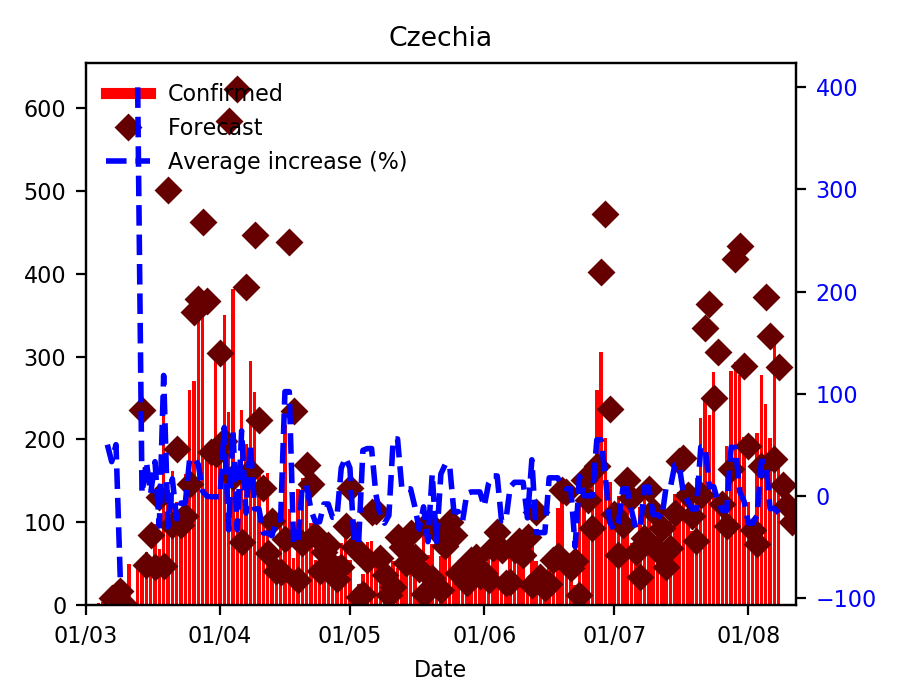 Czechia
Confirmed
Forecast
Average increase (%)
600
500
400
300
200
100
0
400
300
200
100
0
−100
01/03 01/04 01/05 01/06 01/07 01/08
Date